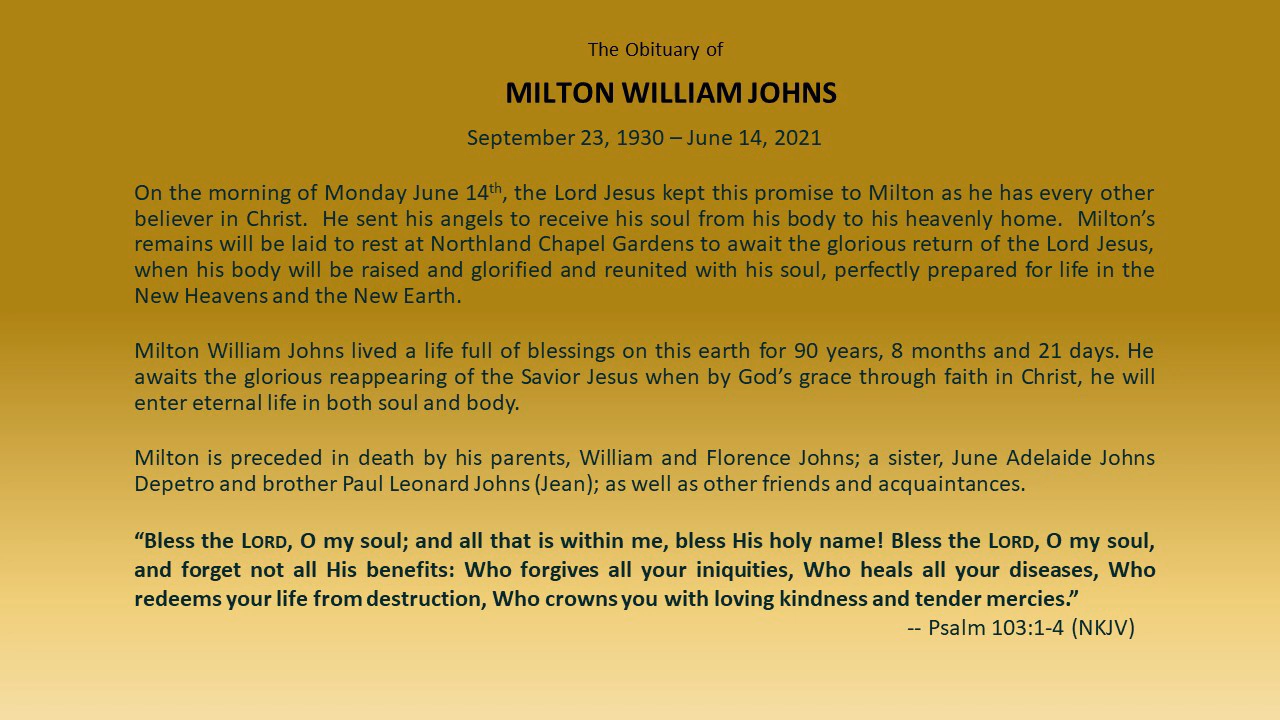 The Obituary of
MILTON WILLIAM JOHNS
September 23, 1930 – June 14, 2021
On the morning of Monday June 14th, the Lord Jesus kept this promise to Milton as he has every other
believer in Christ.  He sent his angels to receive his soul from his body to his heavenly home.  Milton’s
remains will be laid to rest at Northland Chapel Gardens to await the glorious return of the Lord Jesus,
when his body will be raised and glorified and reunited with his soul, perfectly prepared for life in the
New Heavens and the New Earth.
Milton William Johns lived a life full of blessings on this earth for 90 years, 8 months and 21 days. He
awaits the glorious reappearing of the Savior Jesus when by God’s grace through faith in Christ, he will
enter eternal life in both soul and body.
Milton is preceded in death by his parents, William and Florence Johns; a sister, June Adelaide Johns
Depetro and brother Paul Leonard Johns (Jean); as well as other friends and acquaintances.
“Bless the LORD, O my soul; and all that is within me, bless His holy name! Bless the LORD, O my soul,
and forget not all His benefits: Who forgives all your iniquities, Who heals all your diseases, Who
redeems your life from destruction, Who crowns you with loving kindness and tender mercies.”
-- Psalm 103:1-4 (NKJV)